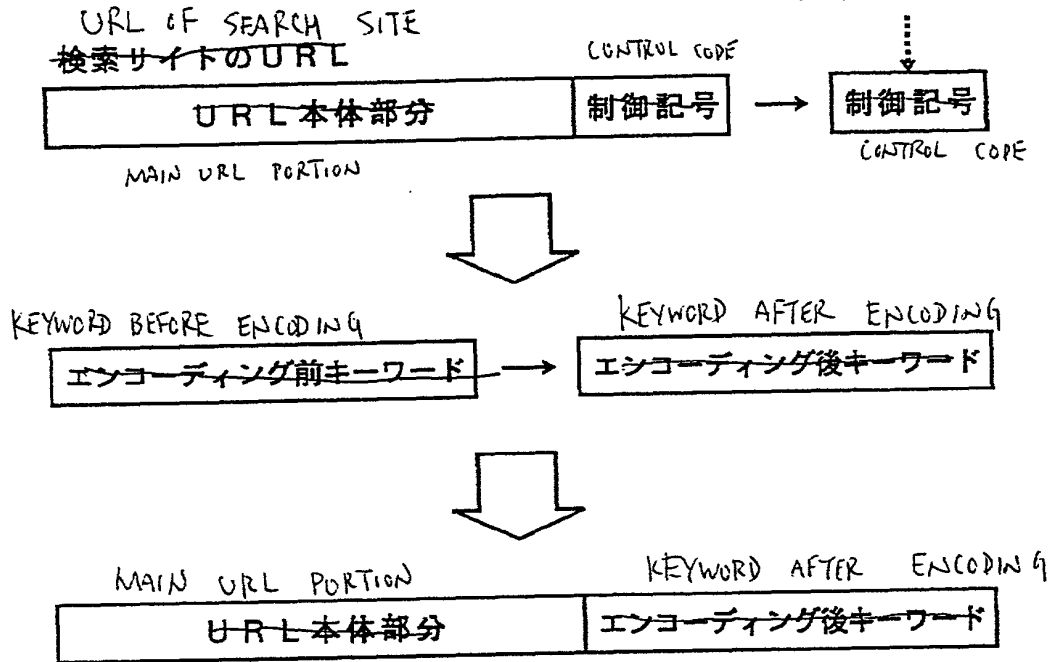 URL OF SEARCH SITE
検索サイトのURL
CONTROL CODE
URL本体部分 制御記号 → 制御記号
MAIN URL PORTION
CONTROL CODE
KEYWORD BEFORE ENCODING
KEYWORD AFTER ENCODING
エンコーディング前キーワード → エンコーディング後キーワード
MAIN URL PORTION
KEYWORD AFTER ENCODING
URL本体部分 エンコーディング後キーワード